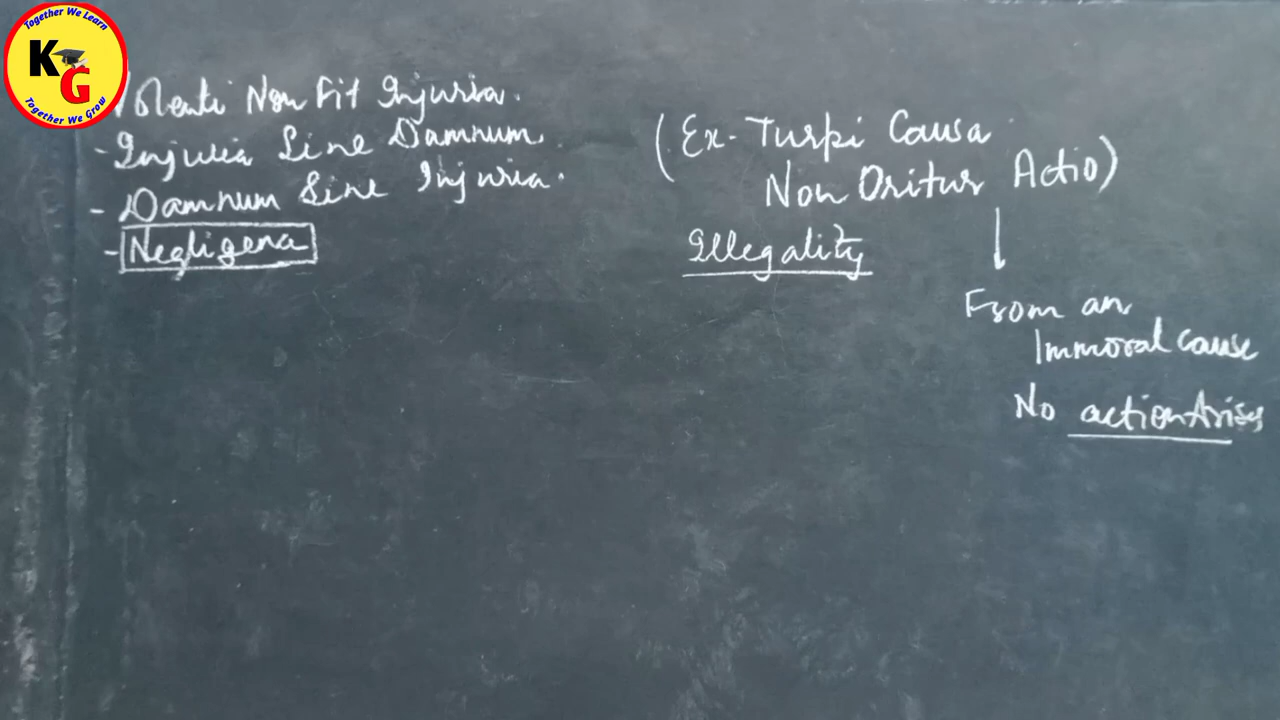 Together We Learn
KG
Together We Grow
Volenti Non Fit Injuria.
- Injuria Sine Damnum.
- Damnum Sine Injuria.
- Negligence
(Ex-Turpi Causa
Non Oritur Actio)
Illegality
From an
Immoral Cause
No action Arises